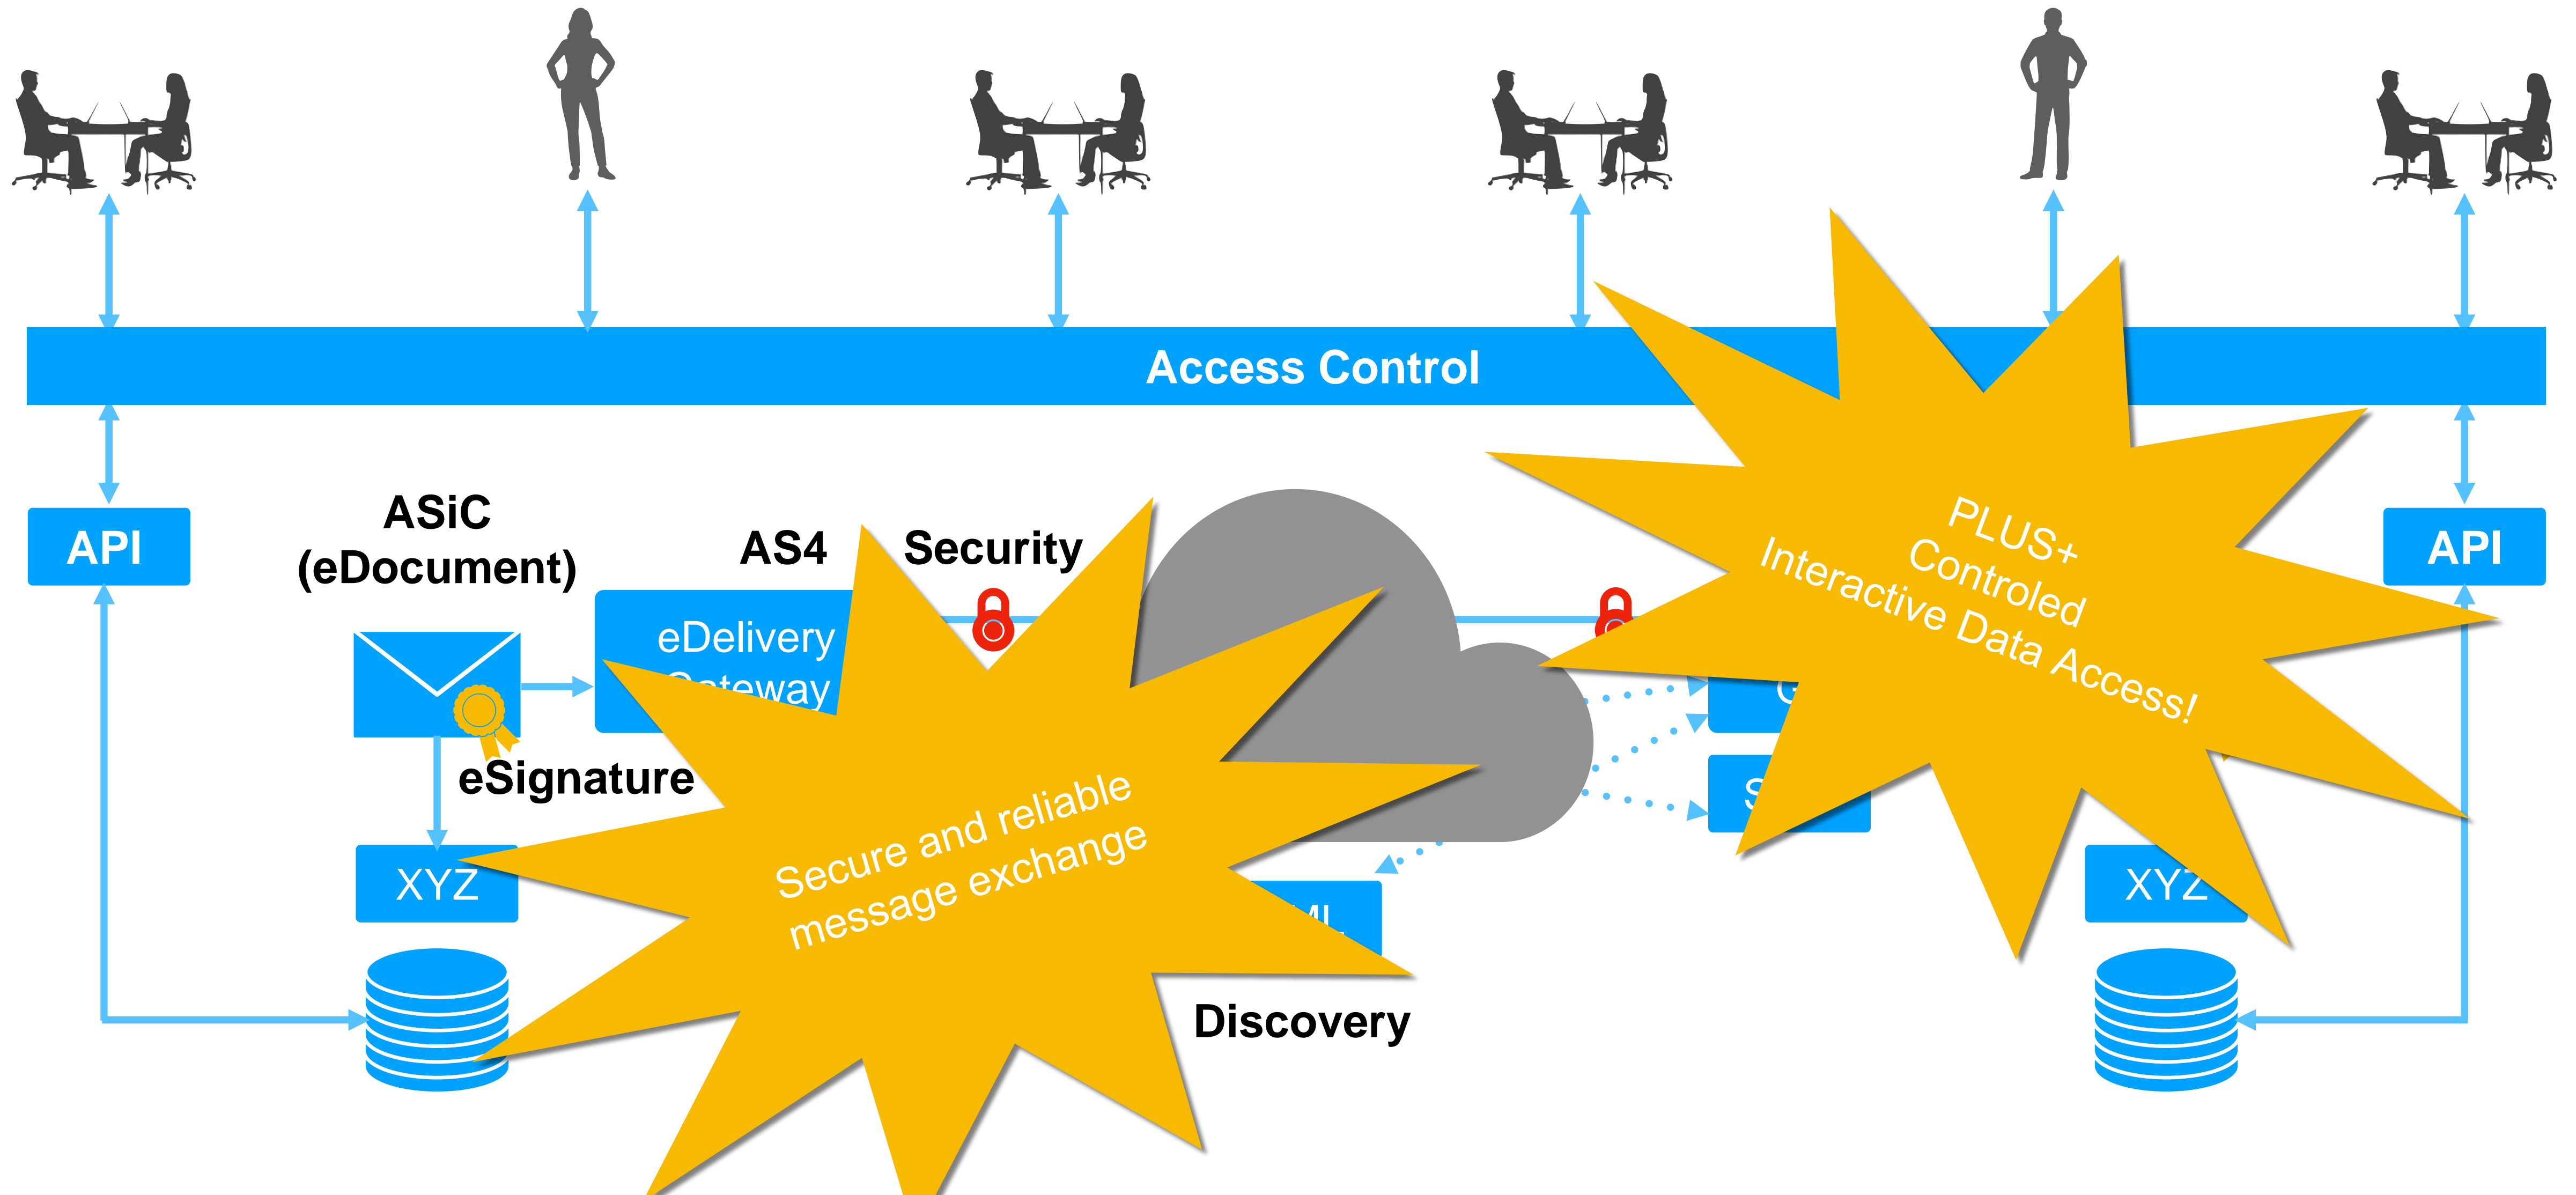 Access Control
API
ASiC
(eDocument)
AS4
Security
eDelivery
Gateway
eSignature
XYZ
Secure and reliable
message exchange
Discovery
PLUS+
Controled
Interactive Data Access!
API
XYZ